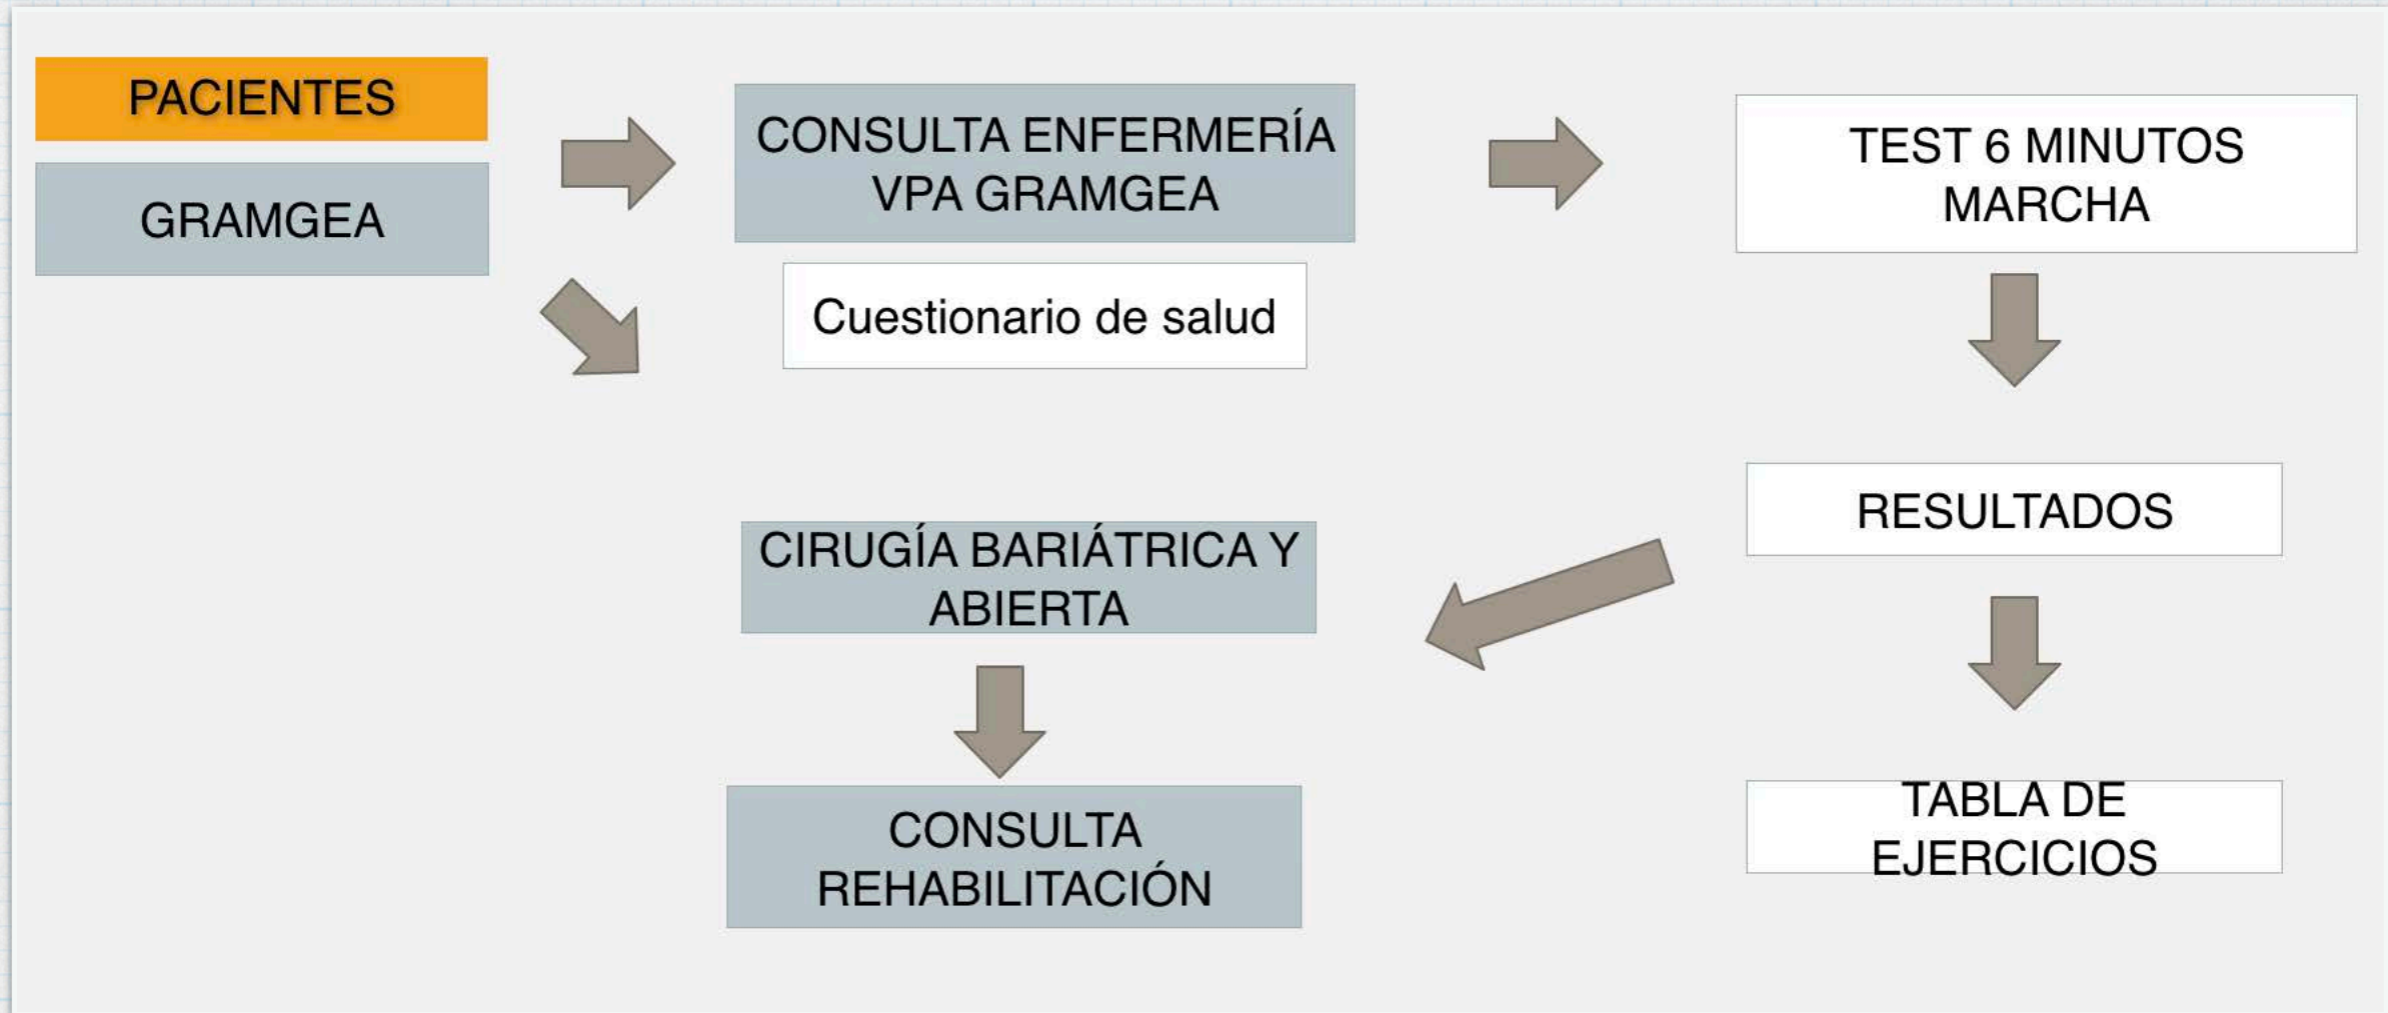 PACIENTES
GRAMGEA
CONSULTA ENFERMERÍA
VPA GRAMGEA
Cuestionario de salud
TEST 6 MINUTOS
MARCHA
RESULTADOS
CIRUGÍA BARIÁTRICA Y
ABIERTA
CONSULTA
REHABILITACIÓN
TABLA DE
EJERCICIOS